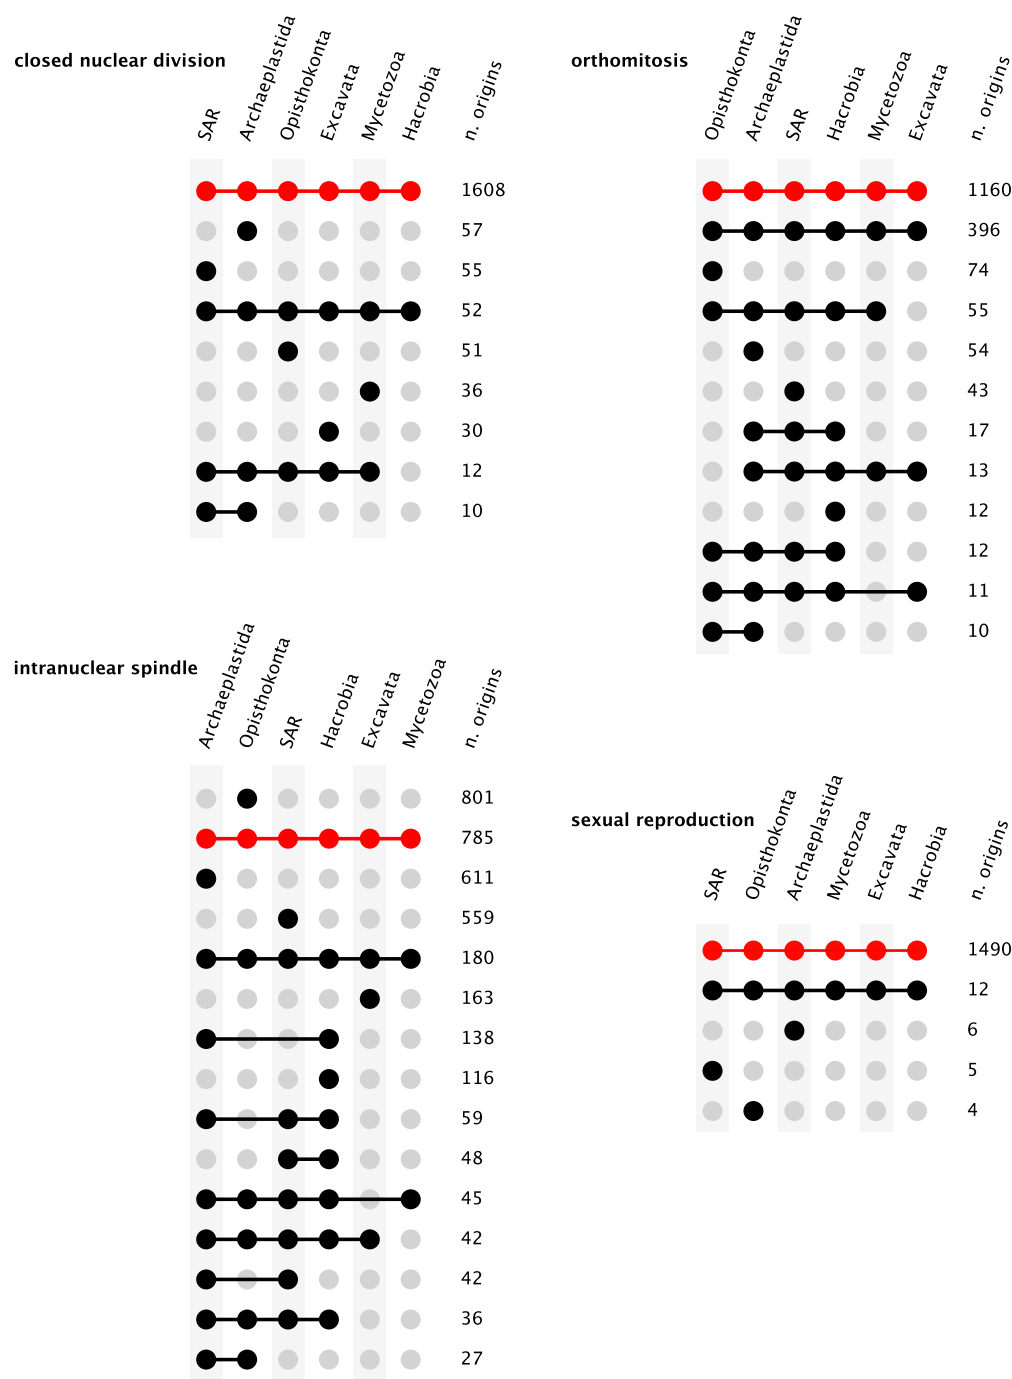 closed nuclear division
SAR
Archaeplastida
Opisthokonta
Excavata
Mycetozoa
Hacrobia
n. origins
1608
57
55
52
51
36
30
12
10
orthomitosis
Opisthokonta
Archaeplastida
SAR
Hacrobia
Mycetozoa
Excavata
n. origins
1160
396
74
55
54
43
17
13
12
12
11
10
intranuclear spindle
Archaeplastida
Opisthokonta
SAR
Hacrobia
Excavata
Mycetozoa
n. origins
801
785
611
559
180
163
138
116
59
48
45
42
42
36
27
sexual reproduction
SAR
Opisthokonta
Archaeplastida
Mycetozoa
Excavata
Hacrobia
n. origins
1490
12
6
5
4